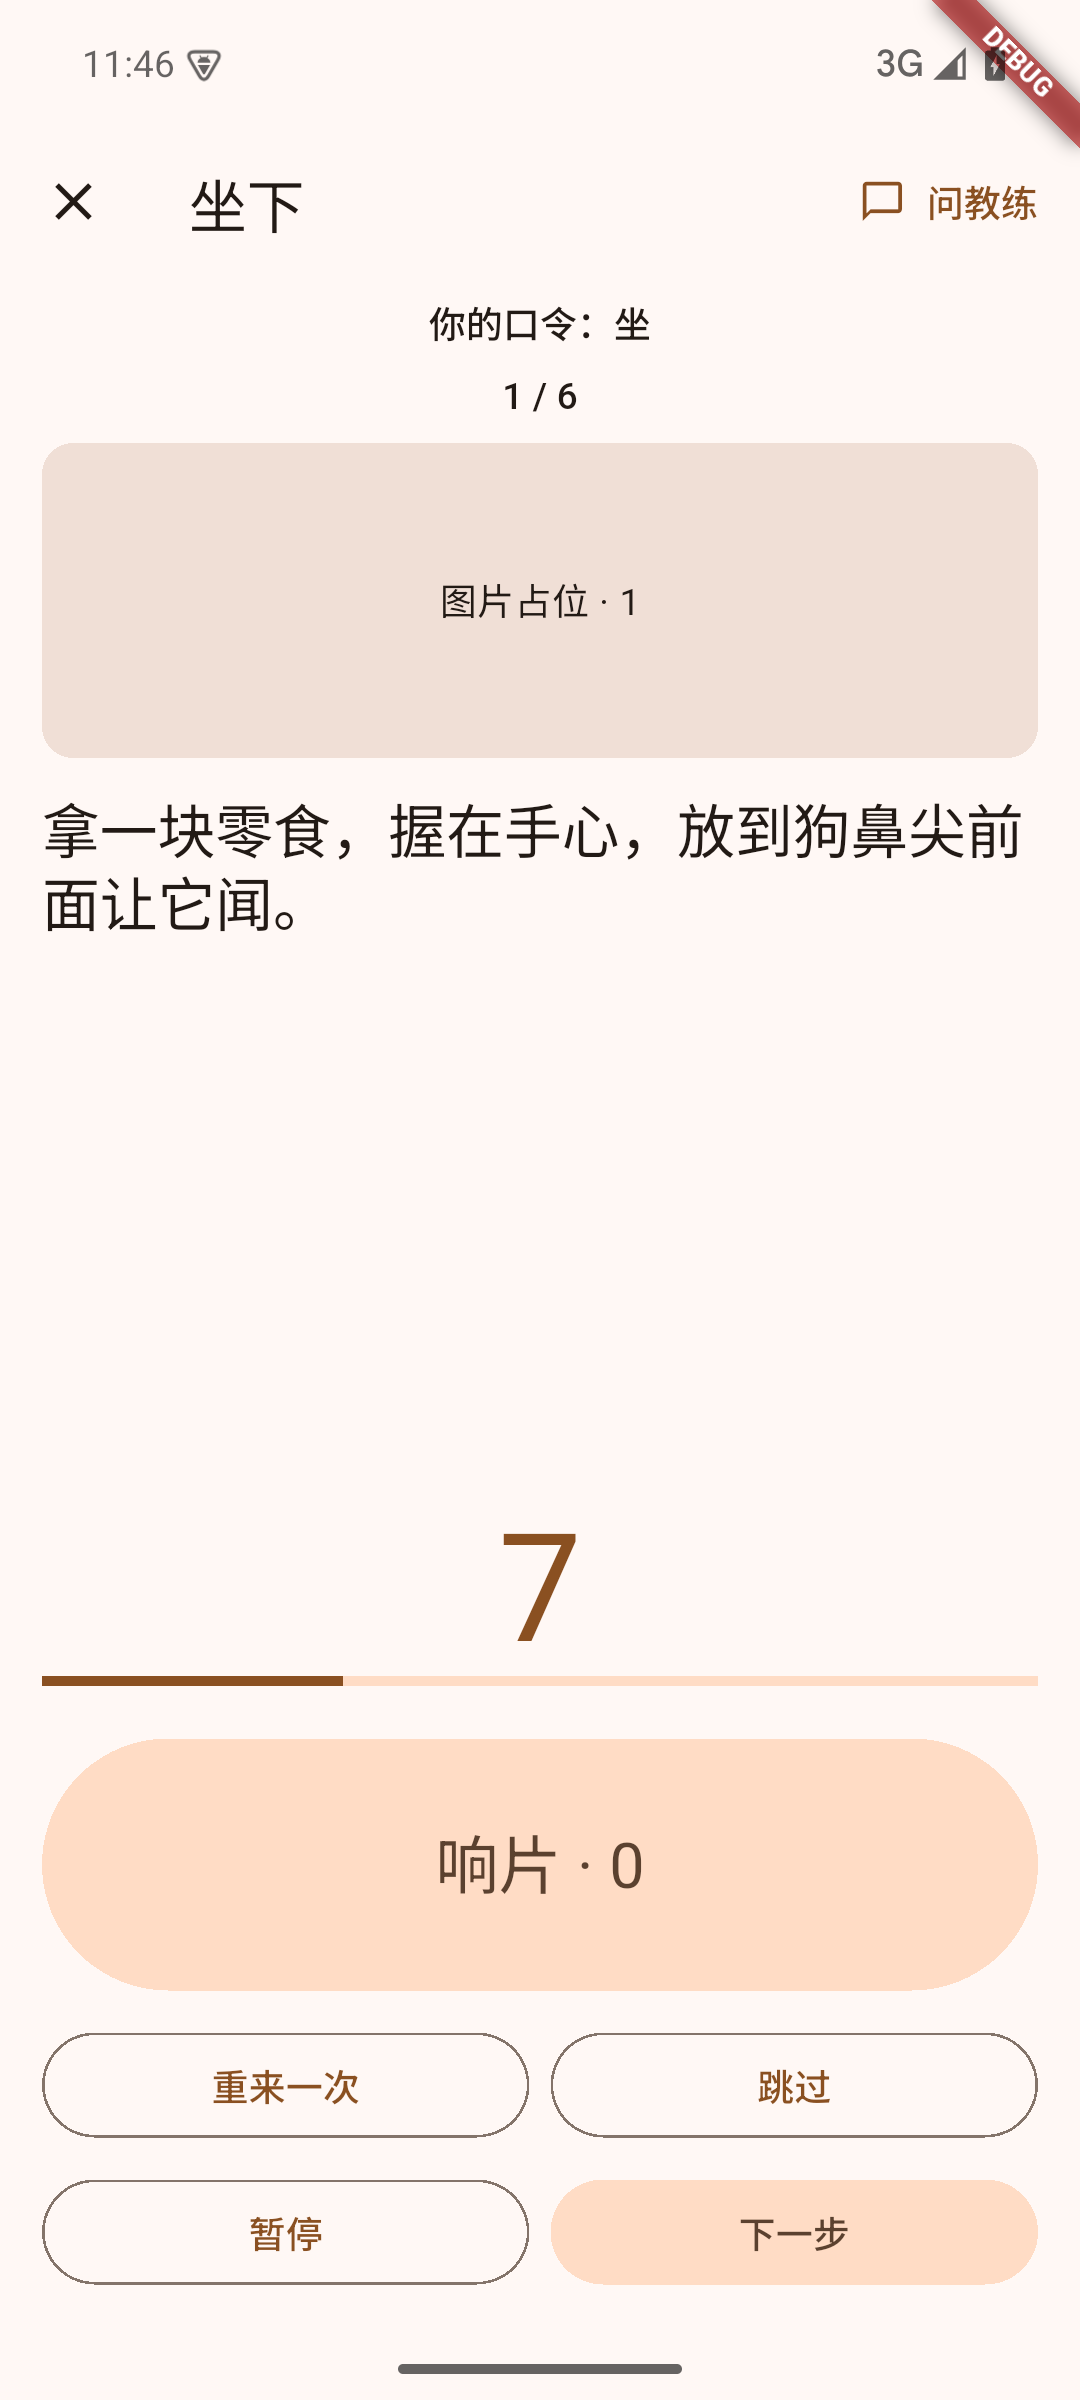 11:46
3G
DEBUG
坐下
问教练
你的口令：坐
1 / 6
图片占位 · 1
拿一块零食，握在手心，放到狗鼻尖前
面让它闻。
7
响片 · 0
重来一次
跳过
暂停
下一步